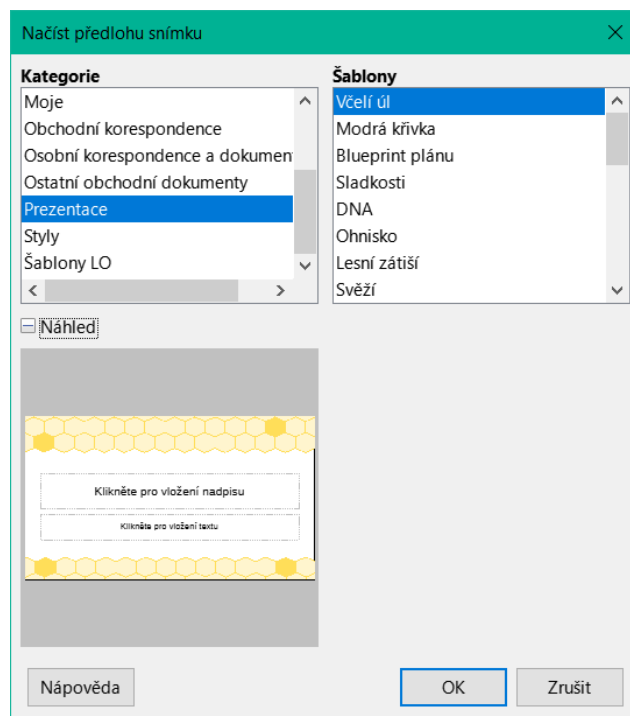 Načíst předlohu snímku
Kategorie
Moje
Obchodní korespondence
Osobní korespondence a dokumen
Ostatní obchodní dokumenty
Prezentace
Styly
Šablony LO
Šablony
Včelí úl
Modrá křivka
Blueprint plánu
Sladkosti
DNA
Ohnisko
Lesní zátiší
Svěží
Náhled
Klikněte pro vložení nadpisu
Klikněte pro vložení textu
Nápověda
OK
Zrušit